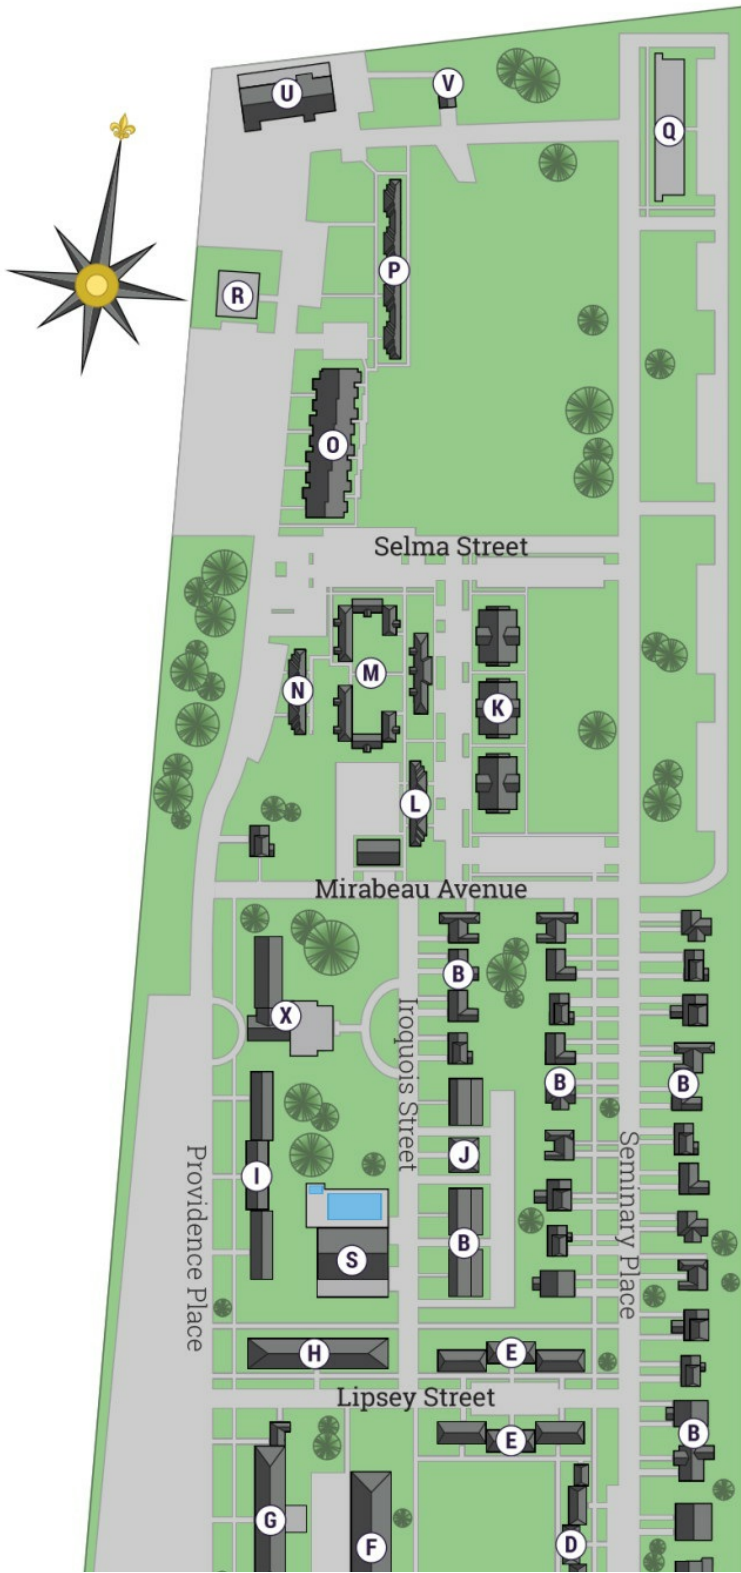 U
V
Q
P
R
O
Selma Street
M
N
K
L
Mirabeau Avenue
B
X
Iroquois Street
B
B
J
I
Seminary Place
Providence Place
B
S
H
E
Lipsey Street
B
E
G
F
D